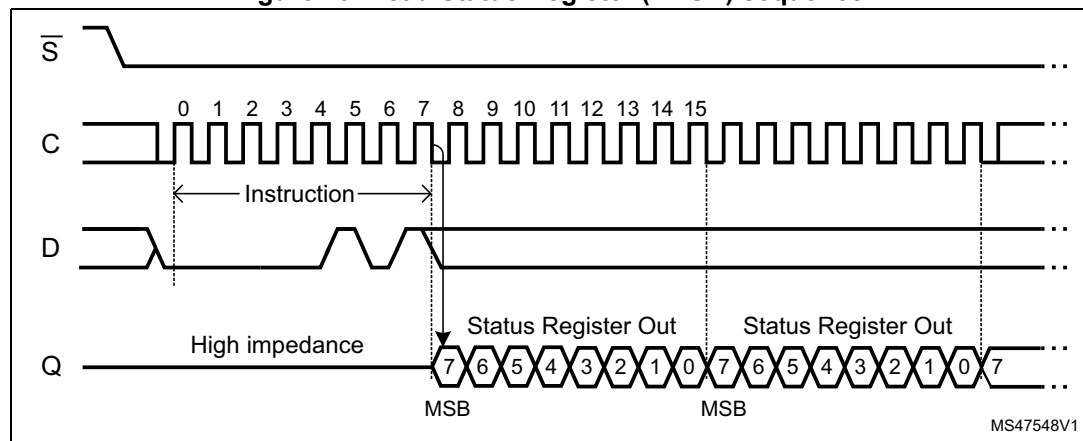 S
0 1 2 3 4 5 6 7 8 9 10 11 12 13 14 15
C
Instruction
D
Status Register Out Status Register Out
High impedance
Q 7 6 5 4 3 2 1 0 7 6 5 4 3 2 1 0 7
MSB MSB
MS47548V1